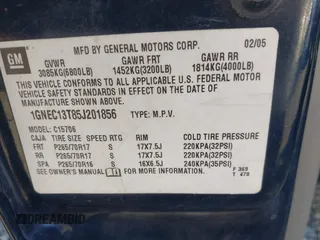 GM
MFD BY GENERAL MOTORS CORP. 02/05
GVWR GAWR FRT GAWR RR
3085KG(6800LB) 1452KG(3200LB) 1814KG(4000LB)
THIS VEHICLE CONFORMS TO ALL APPLICABLE U.S. FEDERAL MOTOR VEHICLE
SAFETY STANDARDS IN EFFECT ON THE DATE OF
MANUFACTURE SHOWN ABOVE.
1GNEC13T85J201856 TYPE: M.P.V.
MODEL: C15706
TIRE SIZE SPEED RTG RIM COLD TIRE PRESSURE
FRT P265/70R17 S 17X7.5J 220KPA(32PSI)
RR P265/70R17 S 17X7.5J 220KPA(32PSI)
SPA P265/70R16 S 16X6.5J 240KPA(35PSI)
SEE OWNER'S MANUAL FOR MORE INFORMATION
F 369
T 478
DREAMBID